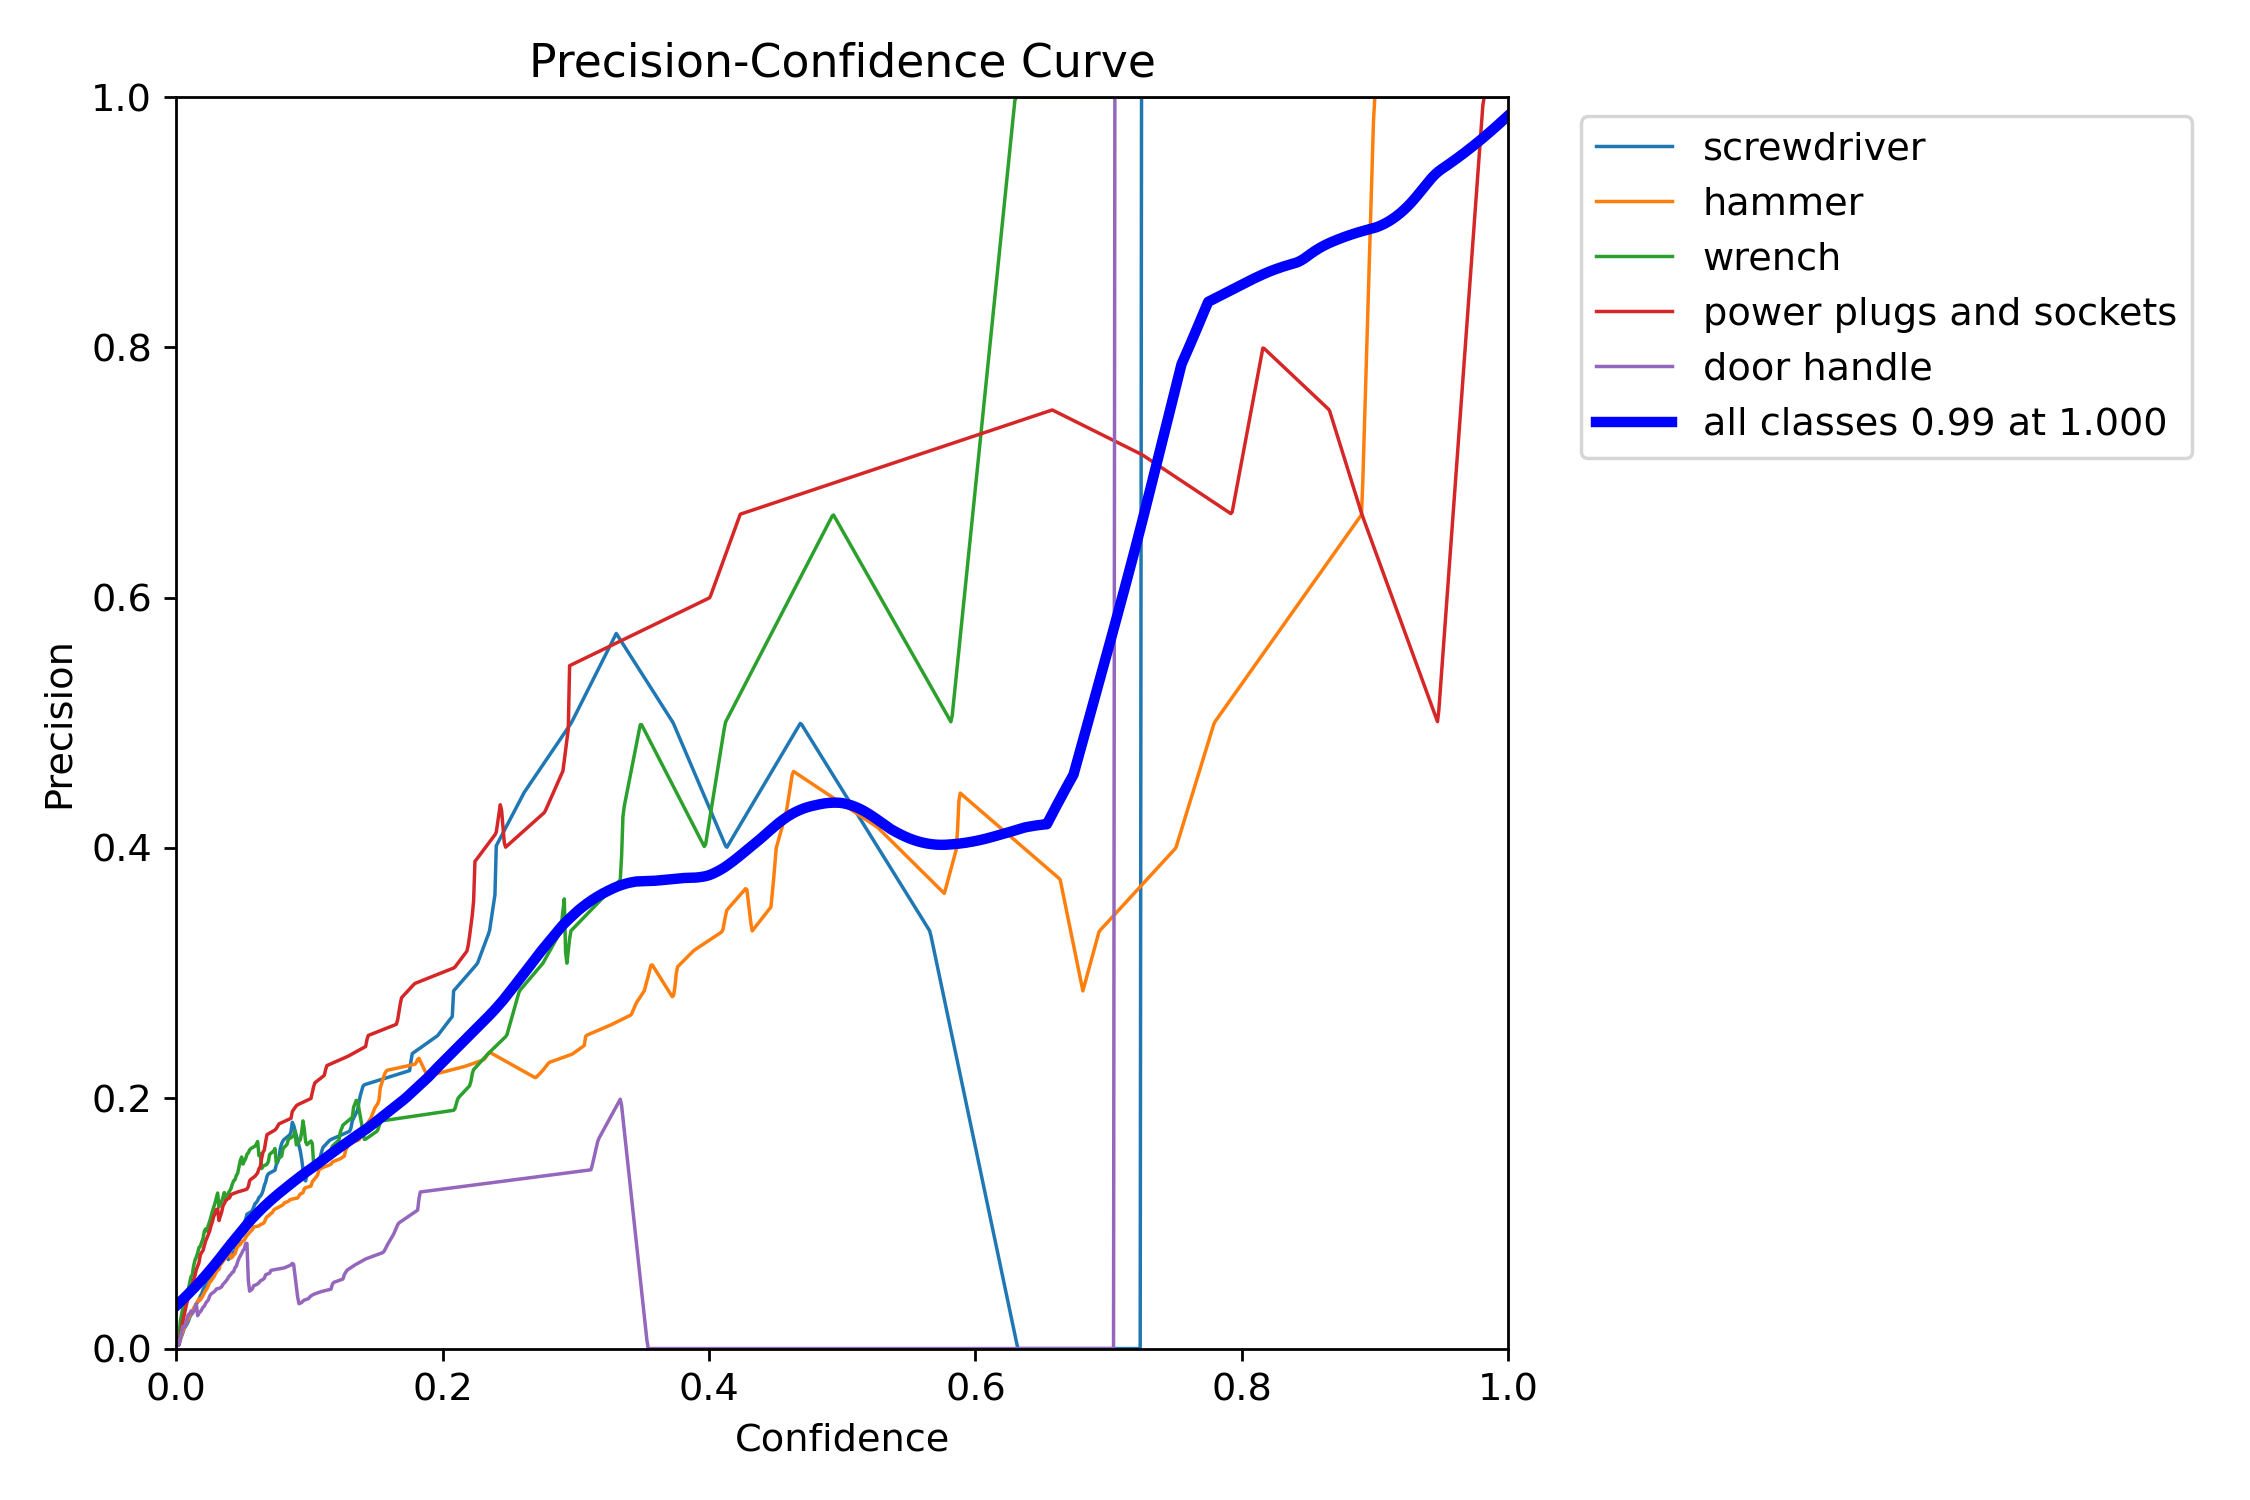 Precision-Confidence Curve
1.0
0.8
0.6
0.4
0.2
0.0
Precision
0.0 0.2 0.4 0.6 0.8 1.0
Confidence
screwdriver
hammer
wrench
power plugs and sockets
door handle
all classes 0.99 at 1.000